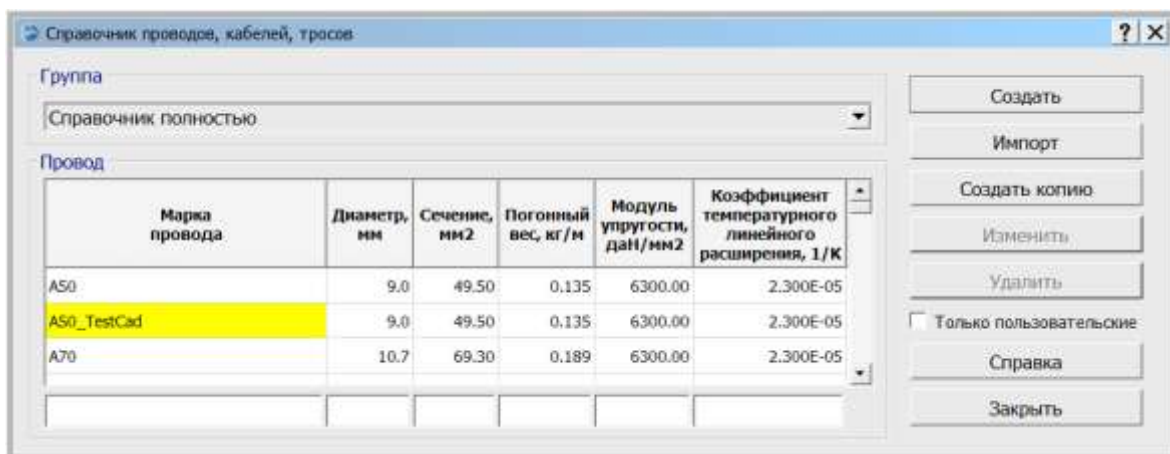 Справочник проводов, кабелей, тросов
Группа
Справочник полностью
Провод
Марка провода
Диаметр, мм
Сечение, мм2
Погонный вес, кг/м
Модуль упругости, даН/мм2
Коэффициент температурного линейного расширения, 1/К
А50 9.0 49.50 0.135 6300.00 2.300E-05
А50_TestCad 9.0 49.50 0.135 6300.00 2.300E-05
А70 10.7 69.30 0.189 6300.00 2.300E-05
Создать
Импорт
Создать копию
Изменить
Удалить
Только пользовательские
Справка
Закрыть